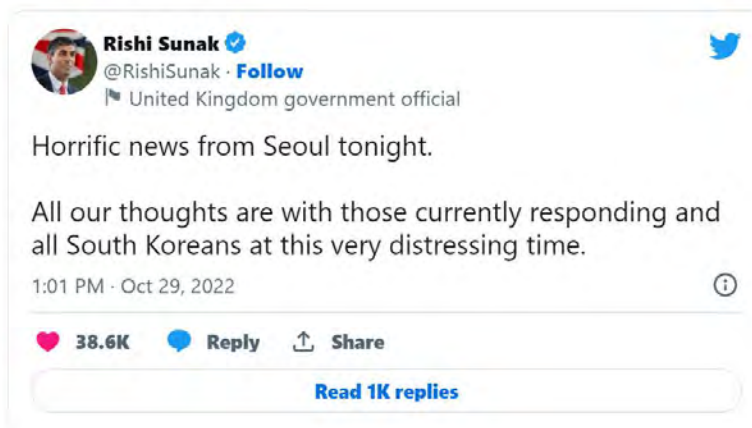 Rishi Sunak
@RishiSunak · Follow
United Kingdom government official
Horrific news from Seoul tonight.
All our thoughts are with those currently responding and
all South Koreans at this very distressing time.
1:01 PM · Oct 29, 2022
38.6K Reply Share
Read 1K replies